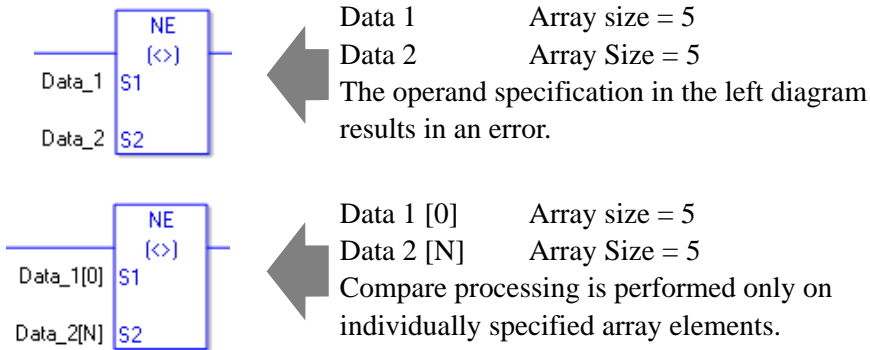 NE
(<>)
Data_1 S1
Data_2 S2
Data 1 Array size = 5
Data 2 Array Size = 5
The operand specification in the left diagram
results in an error.
NE
(<>)
Data_1[0] S1
Data_2[N] S2
Data 1 [0] Array size = 5
Data 2 [N] Array Size = 5
Compare processing is performed only on
individually specified array elements.